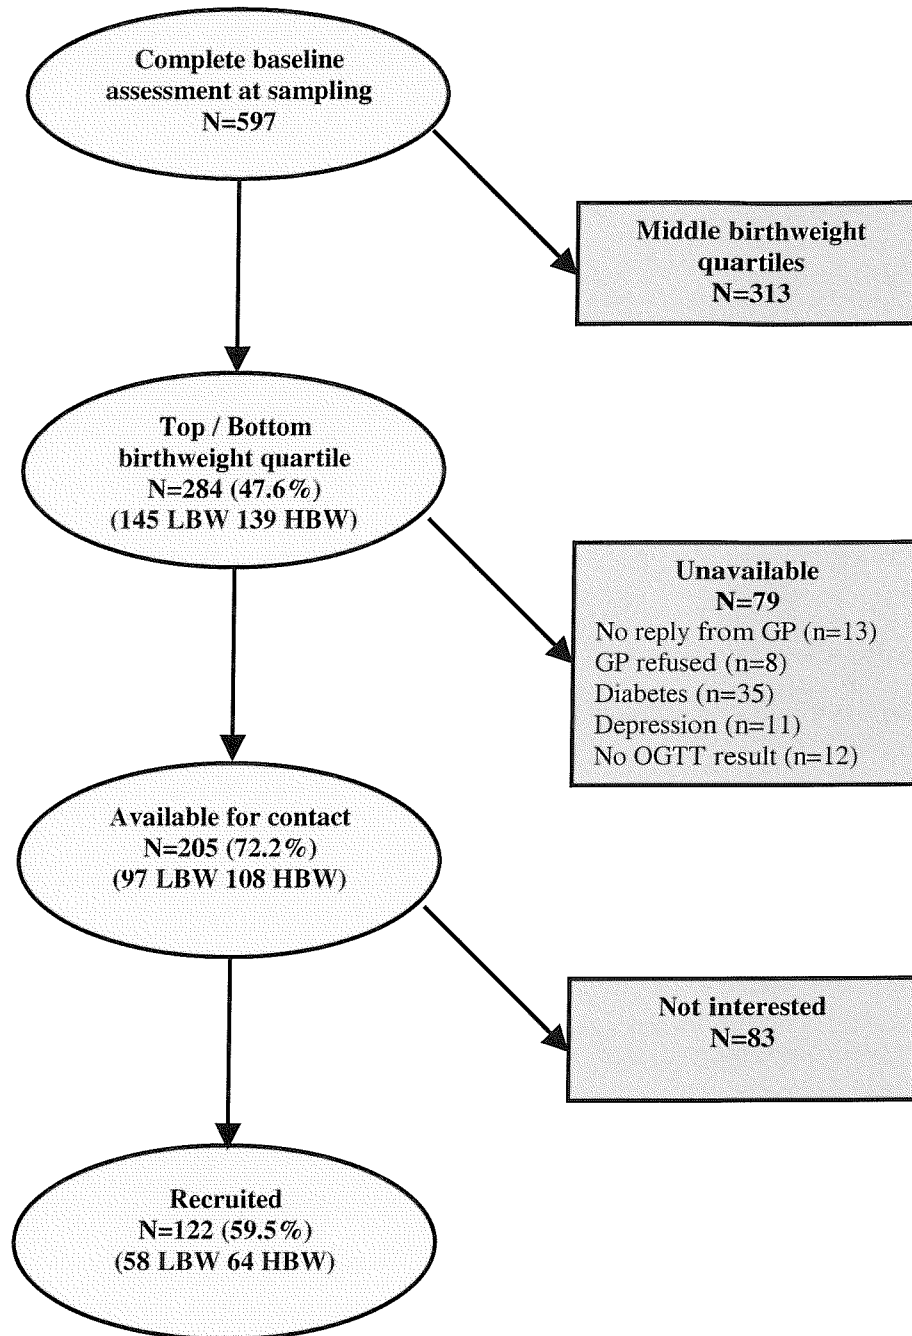 Complete baseline
assessment at sampling
N=597
Middle birthweight
quartiles
N=313
Top / Bottom
birthweight quartile
N=284 (47.6%)
(145 LBW 139 HBW)
Unavailable
N=79
No reply from GP (n=13)
GP refused (n=8)
Diabetes (n=35)
Depression (n=11)
No OGTT result (n=12)
Available for contact
N=205 (72.2%)
(97 LBW 108 HBW)
Not interested
N=83
Recruited
N=122 (59.5%)
(58 LBW 64 HBW)